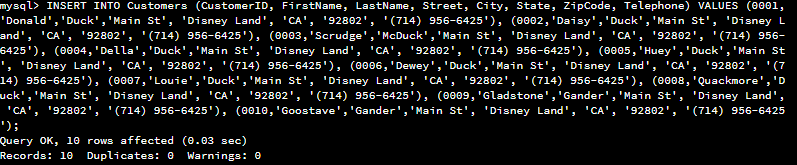 mysql> INSERT INTO Customers (CustomerID, FirstName, LastName, Street, City, State, ZipCode, Telephone) VALUES (0001,
'Donald','Duck','Main St', 'Disney Land', 'CA', '92802', '(714) 956-6425'), (0002,'Daisy','Duck','Main St', 'Disney L
and', 'CA', '92802', '(714) 956-6425'), (0003,'Scrudge','McDuck','Main St', 'Disney Land', 'CA', '92802', '(714) 956-
6425'), (0004,'Della','Duck','Main St', 'Disney Land', 'CA', '92802', '(714) 956-6425'), (0005,'Huey','Duck','Main St
', 'Disney Land', 'CA', '92802', '(714) 956-6425'), (0006,'Dewey','Duck','Main St', 'Disney Land', 'CA', '92802', '(7
14) 956-6425'), (0007,'Louie','Duck','Main St', 'Disney Land', 'CA', '92802', '(714) 956-6425'), (0008,'Quackmore','D
uck','Main St', 'Disney Land', 'CA', '92802', '(714) 956-6425'), (0009,'Gladstone','Gander','Main St', 'Disney Land',
 'CA', '92802', '(714) 956-6425'), (0010,'Goostave','Gander','Main St', 'Disney Land', 'CA', '92802', '(714) 956-6425
');
Query OK, 10 rows affected (0.03 sec)
Records: 10  Duplicates: 0  Warnings: 0